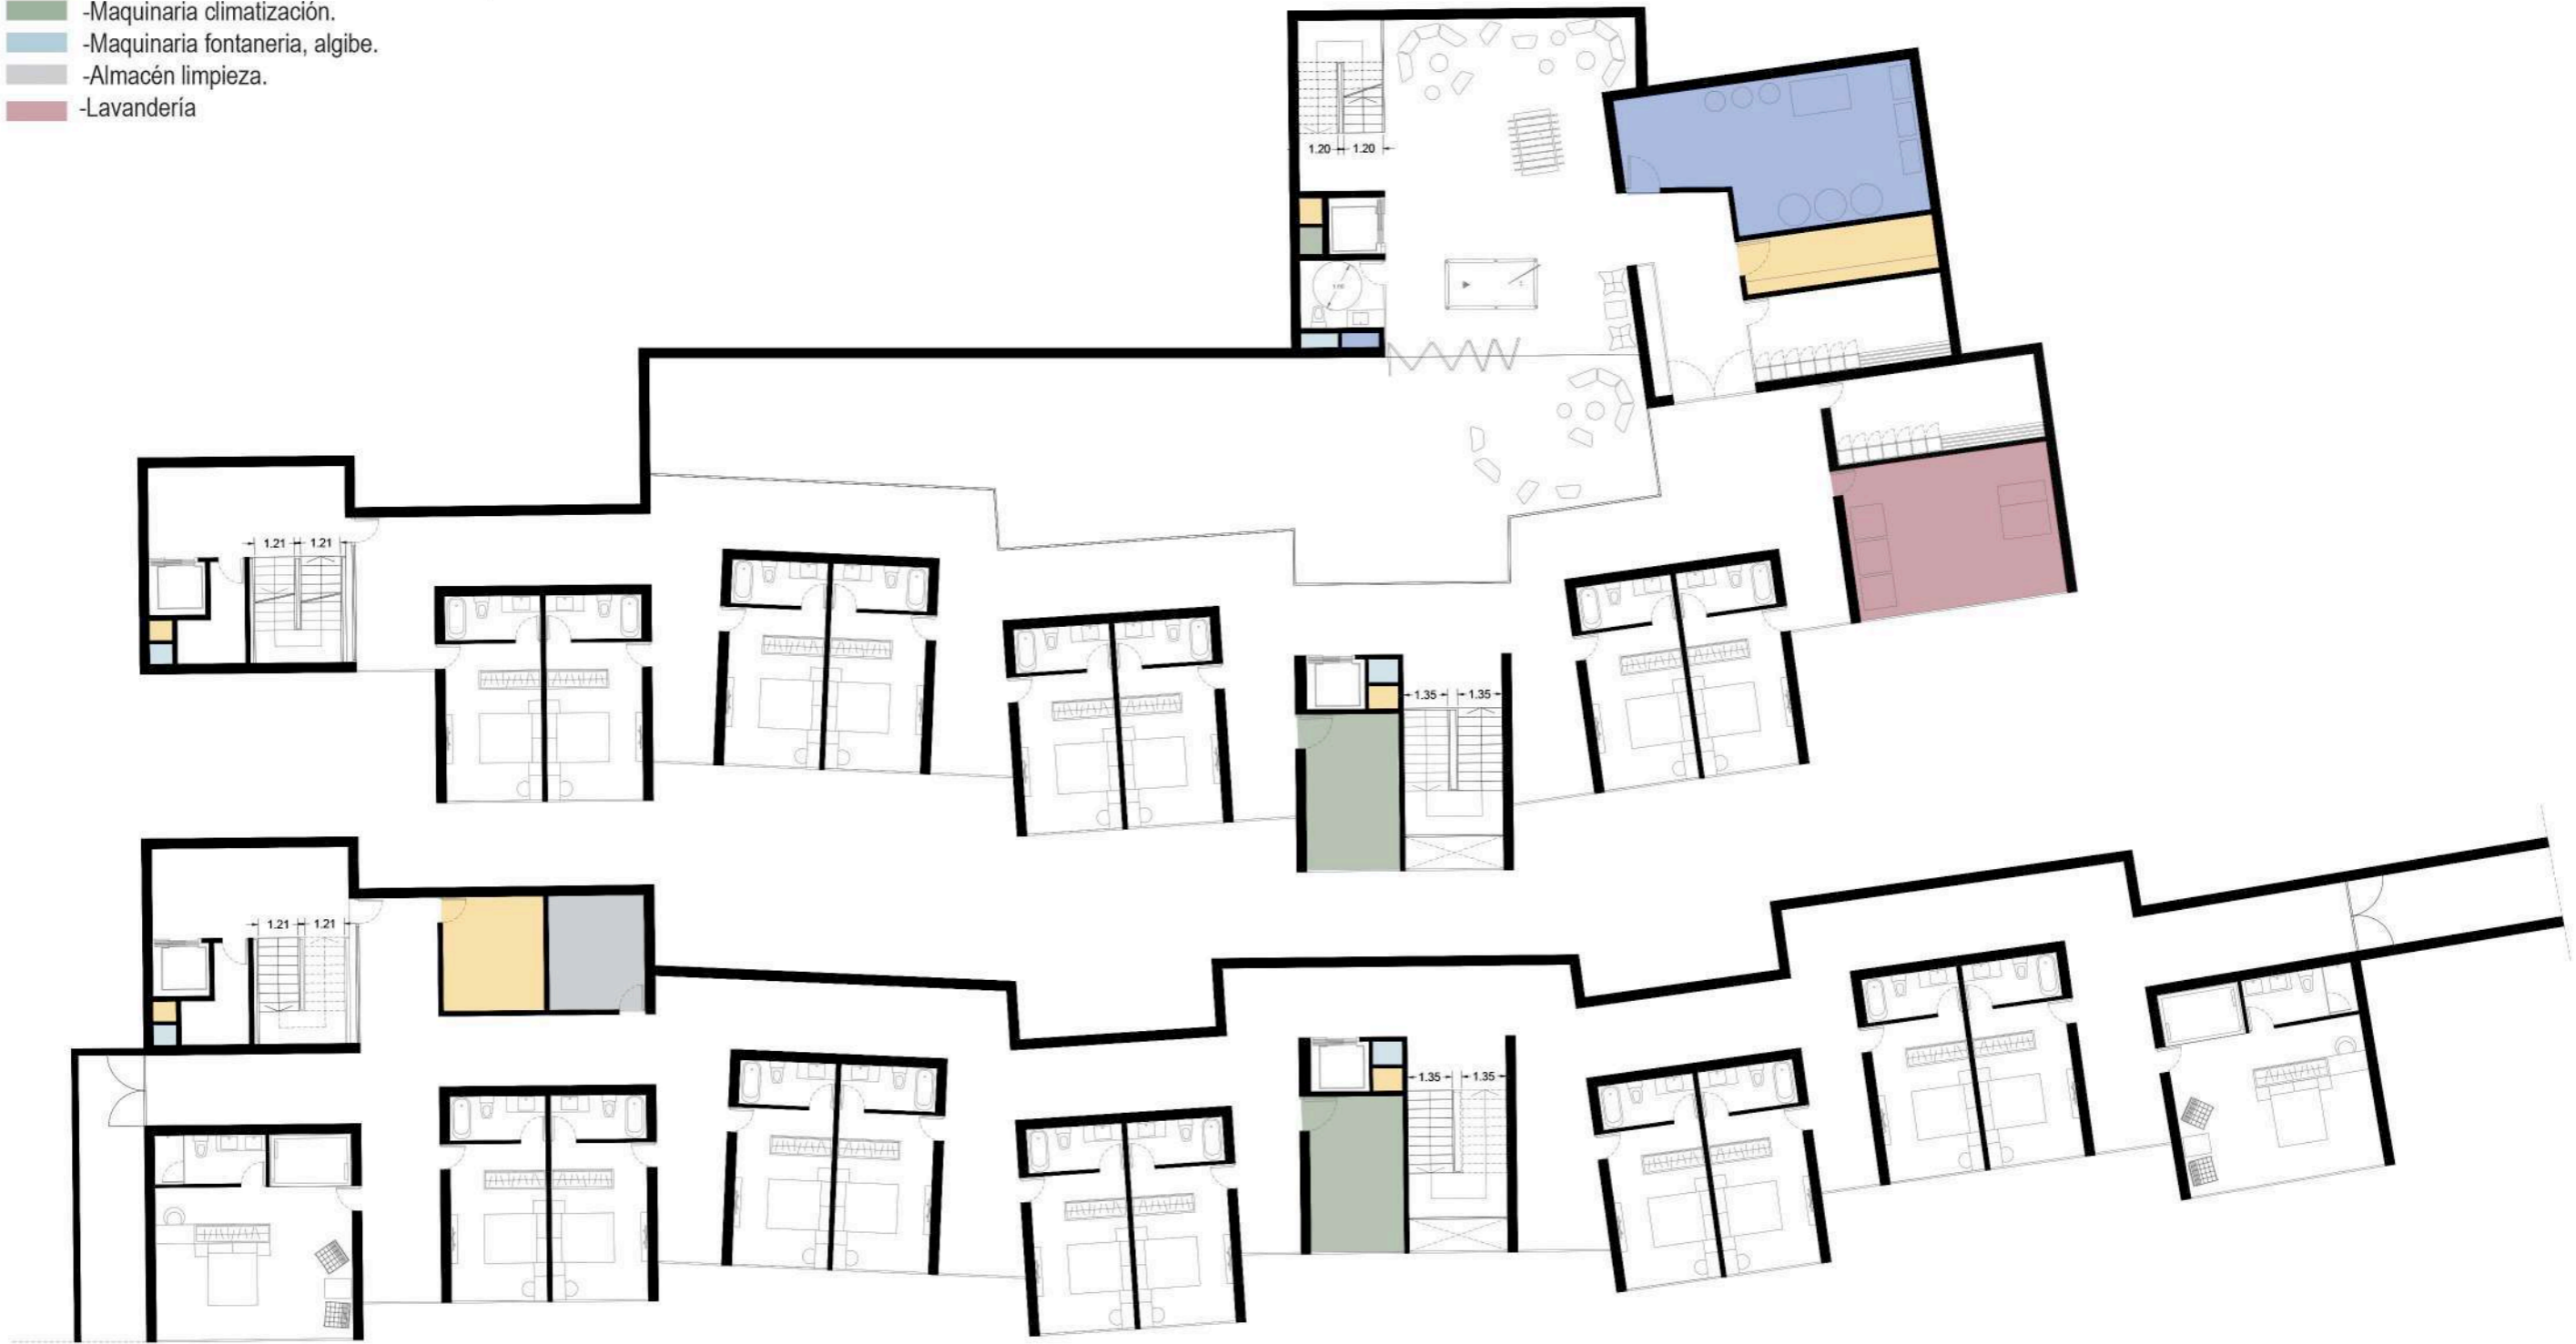 -Maquinaria climatización.
-Maquinaria fontaneria, algibe.
-Almacén limpieza.
-Lavandería
1.20 1.20
1.21 1.21
1.35 1.35
1.21 1.21
1.35 1.35